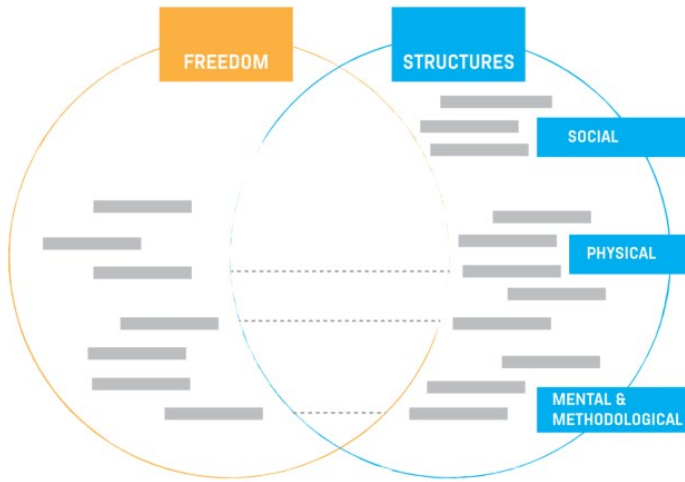 FREEDOM
STRUCTURES
SOCIAL
PHYSICAL
MENTAL &
METHODOLOGICAL